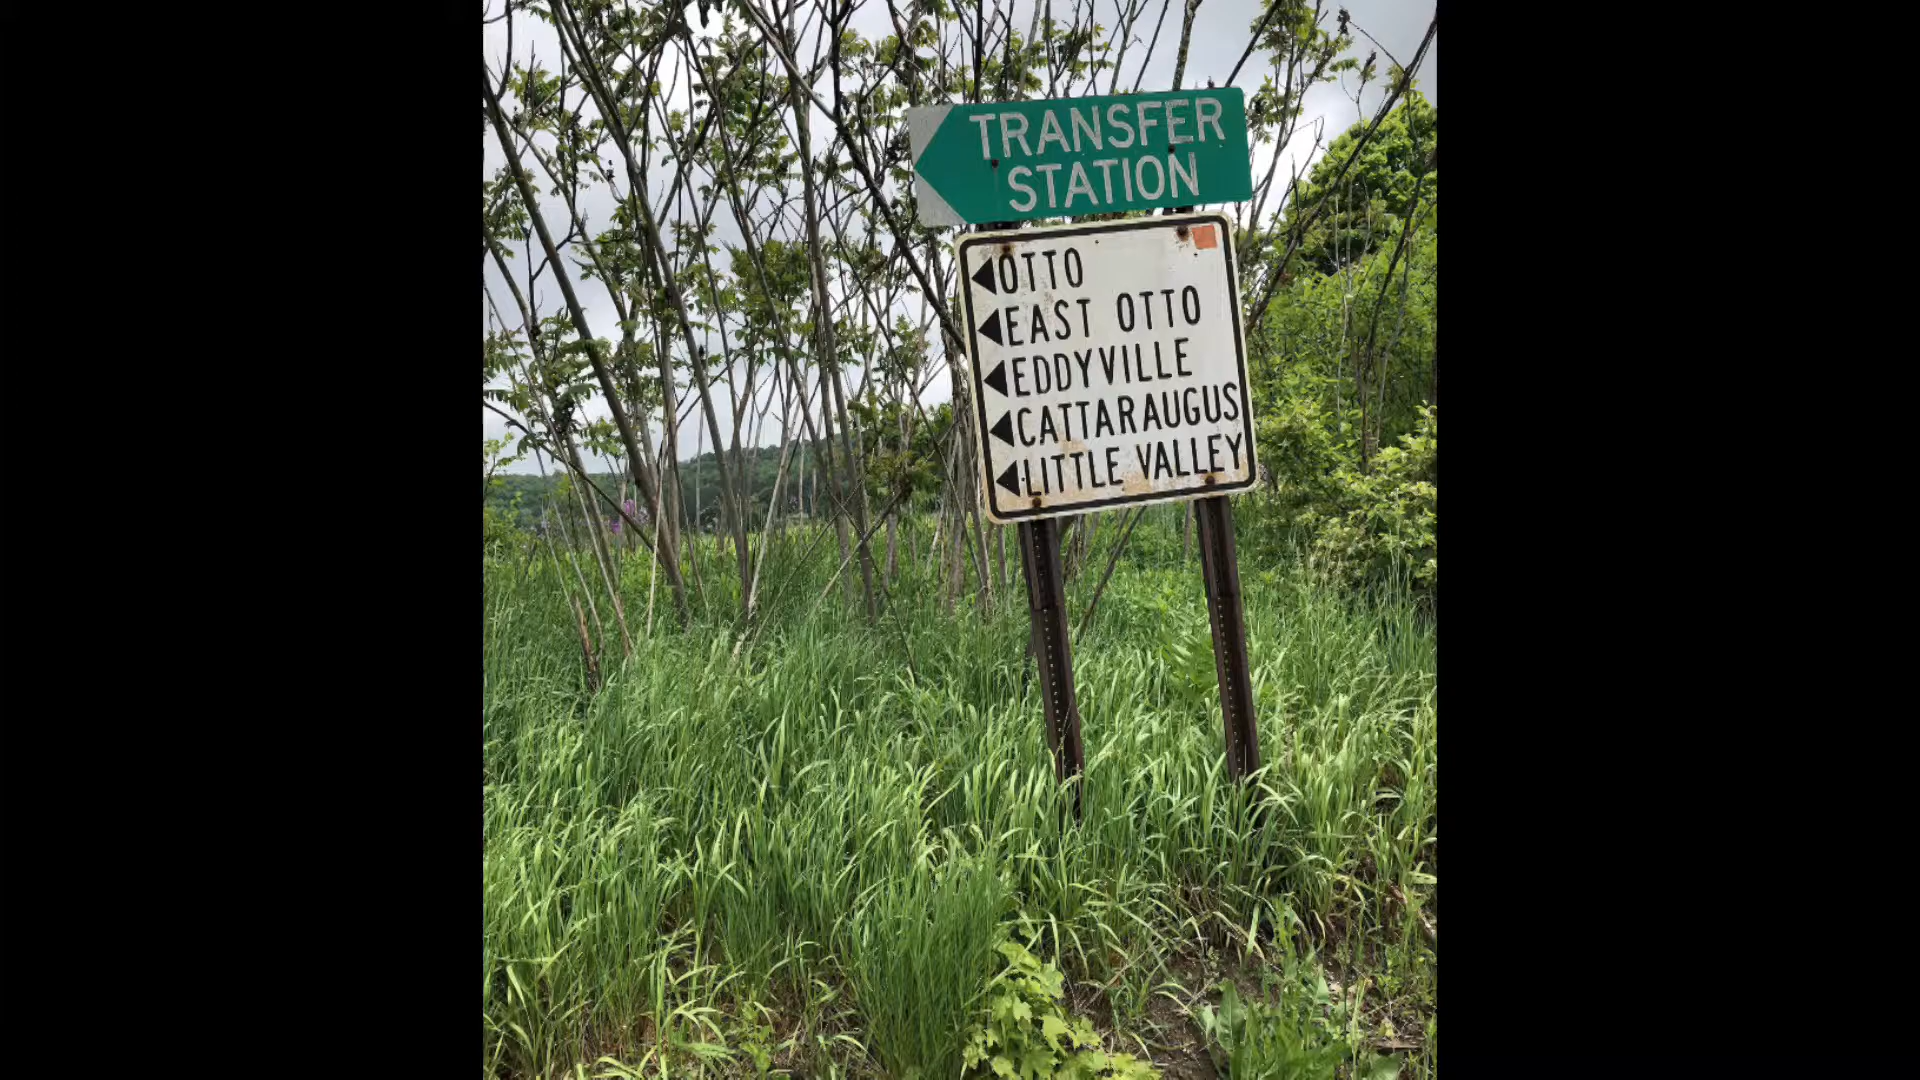 TRANSFER
STATION
OTTO
EAST OTTO
EDDYVILLE
CATTARAUGUS
LITTLE VALLEY